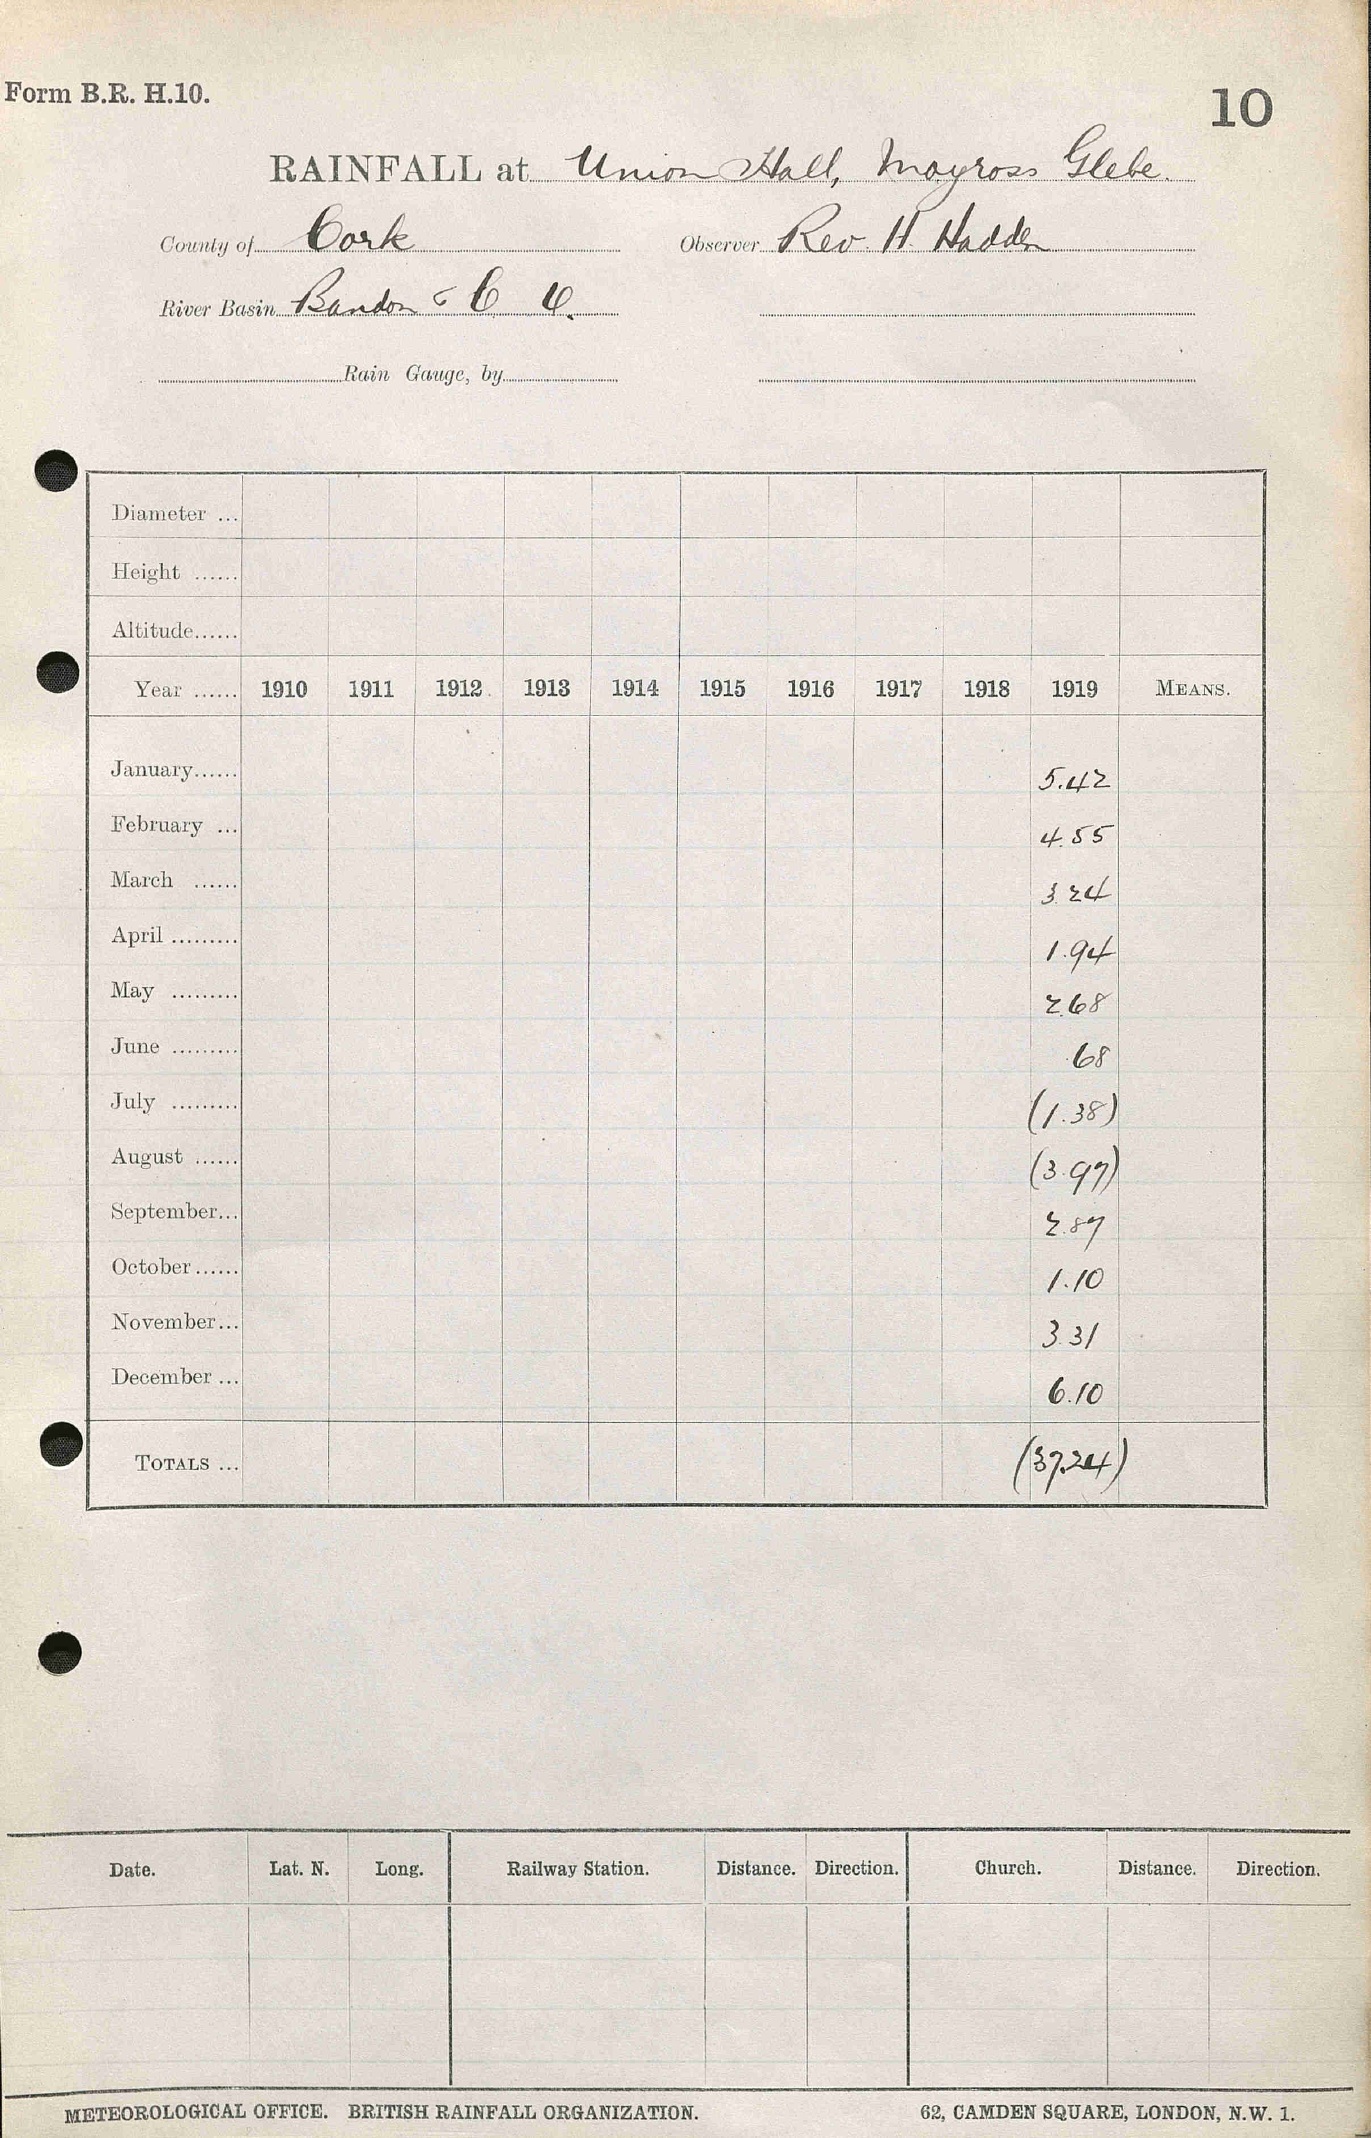 Form B.R. H.10.
10
RAINFALL at Union Hall, Mayross Glebe.
County of Cork Observer Rev. H. Hadden
River Basin Bandon & C
Rain Gauge, by
Diameter ...
Height ......
Altitude......
Year ...... 1910 1911 1912 1913 1914 1915 1916 1917 1918 1919 MEANS.
January...... 5.42
February ... 4.55
March ...... 3.24
April ......... 1.94
May ......... 2.68
June ......... .68
July ......... (1.38)
August ...... (3.97)
September... 2.87
October...... 1.10
November... 3.31
December ... 6.10
TOTALS ... (37.24)
Date. Lat. N. Long. Railway Station. Distance. Direction. Church. Distance. Direction.
METEOROLOGICAL OFFICE. BRITISH RAINFALL ORGANIZATION. 62, CAMDEN SQUARE, LONDON, N.W. 1.